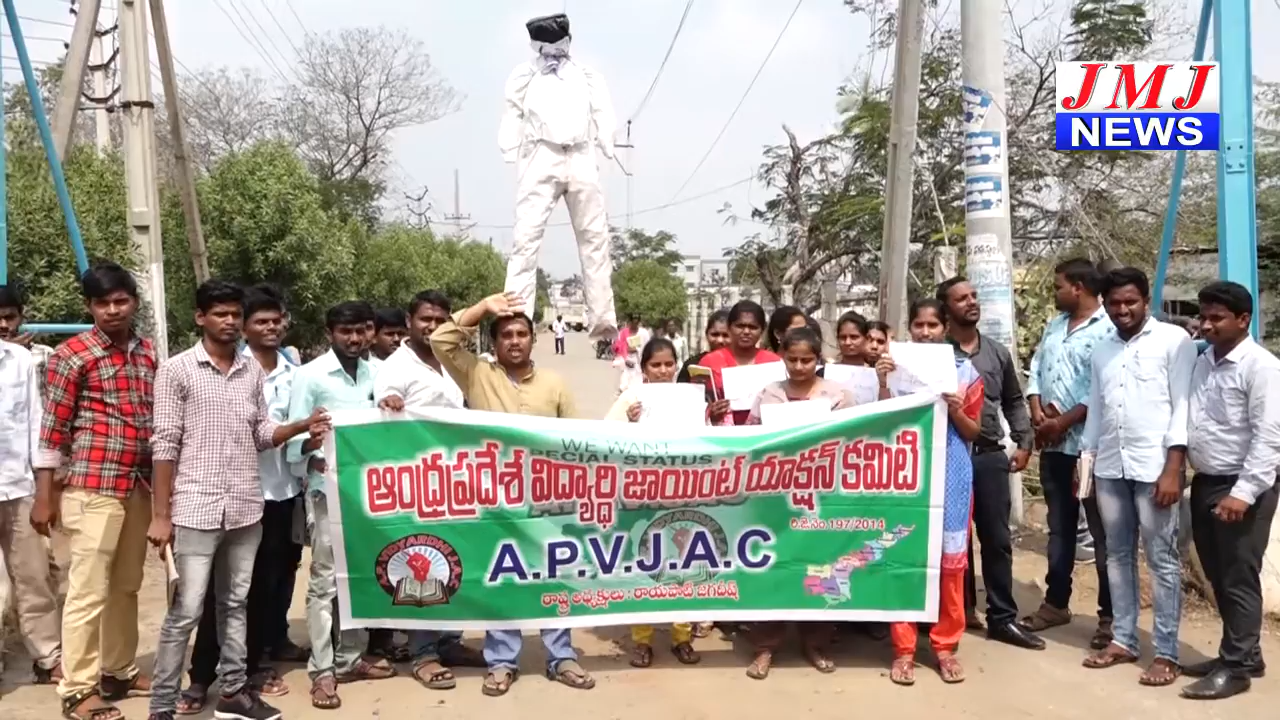 JMJ
NEWS
WE WANT
SPECIAL STATUS
ఆంధ్రప్రదేశ్ విద్యార్థి జాయింట్ యాక్షన్ కమిటి
రి.జి.నెం 197/2014
A.P.V.J.A.C
రాష్ట్ర అధ్యక్షులు : రాయపాటి జగదీష్